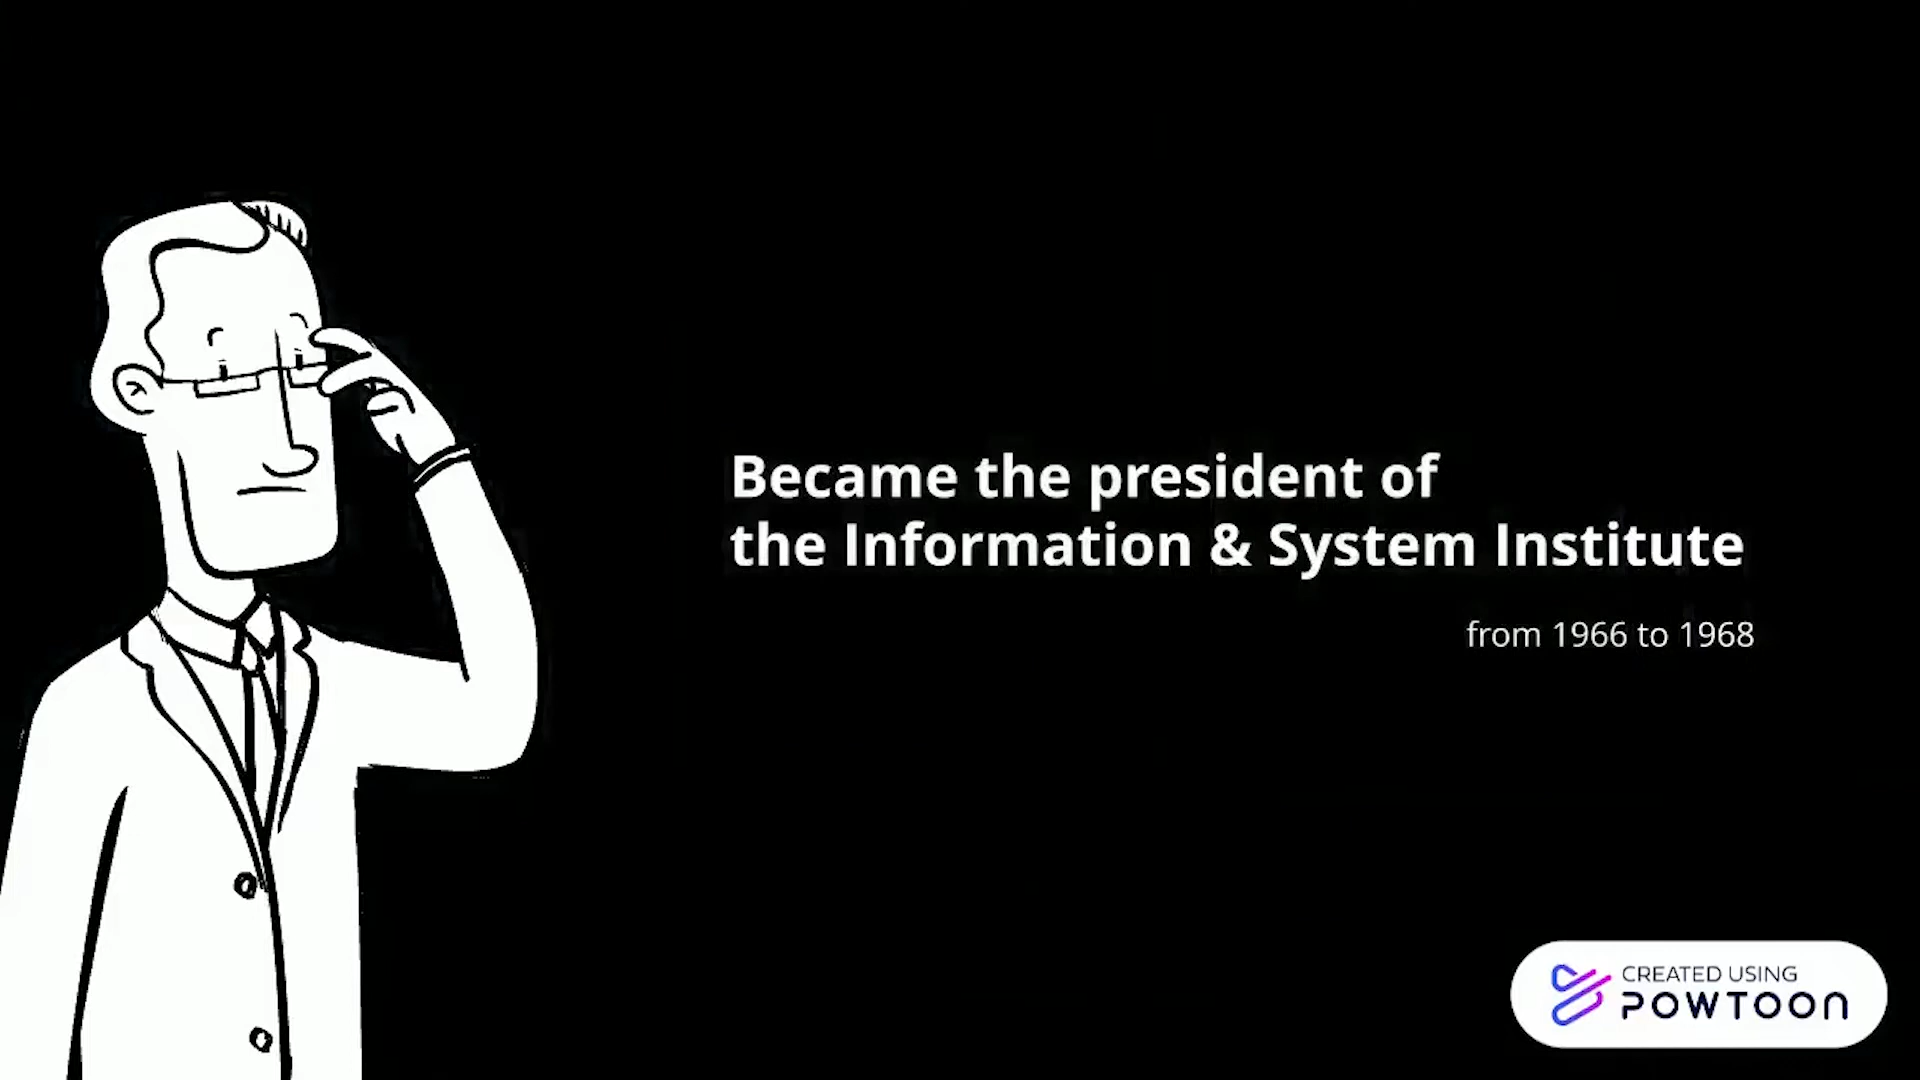 Became the president of
the Information & System Institute
from 1966 to 1968
CREATED USING
POWTOON